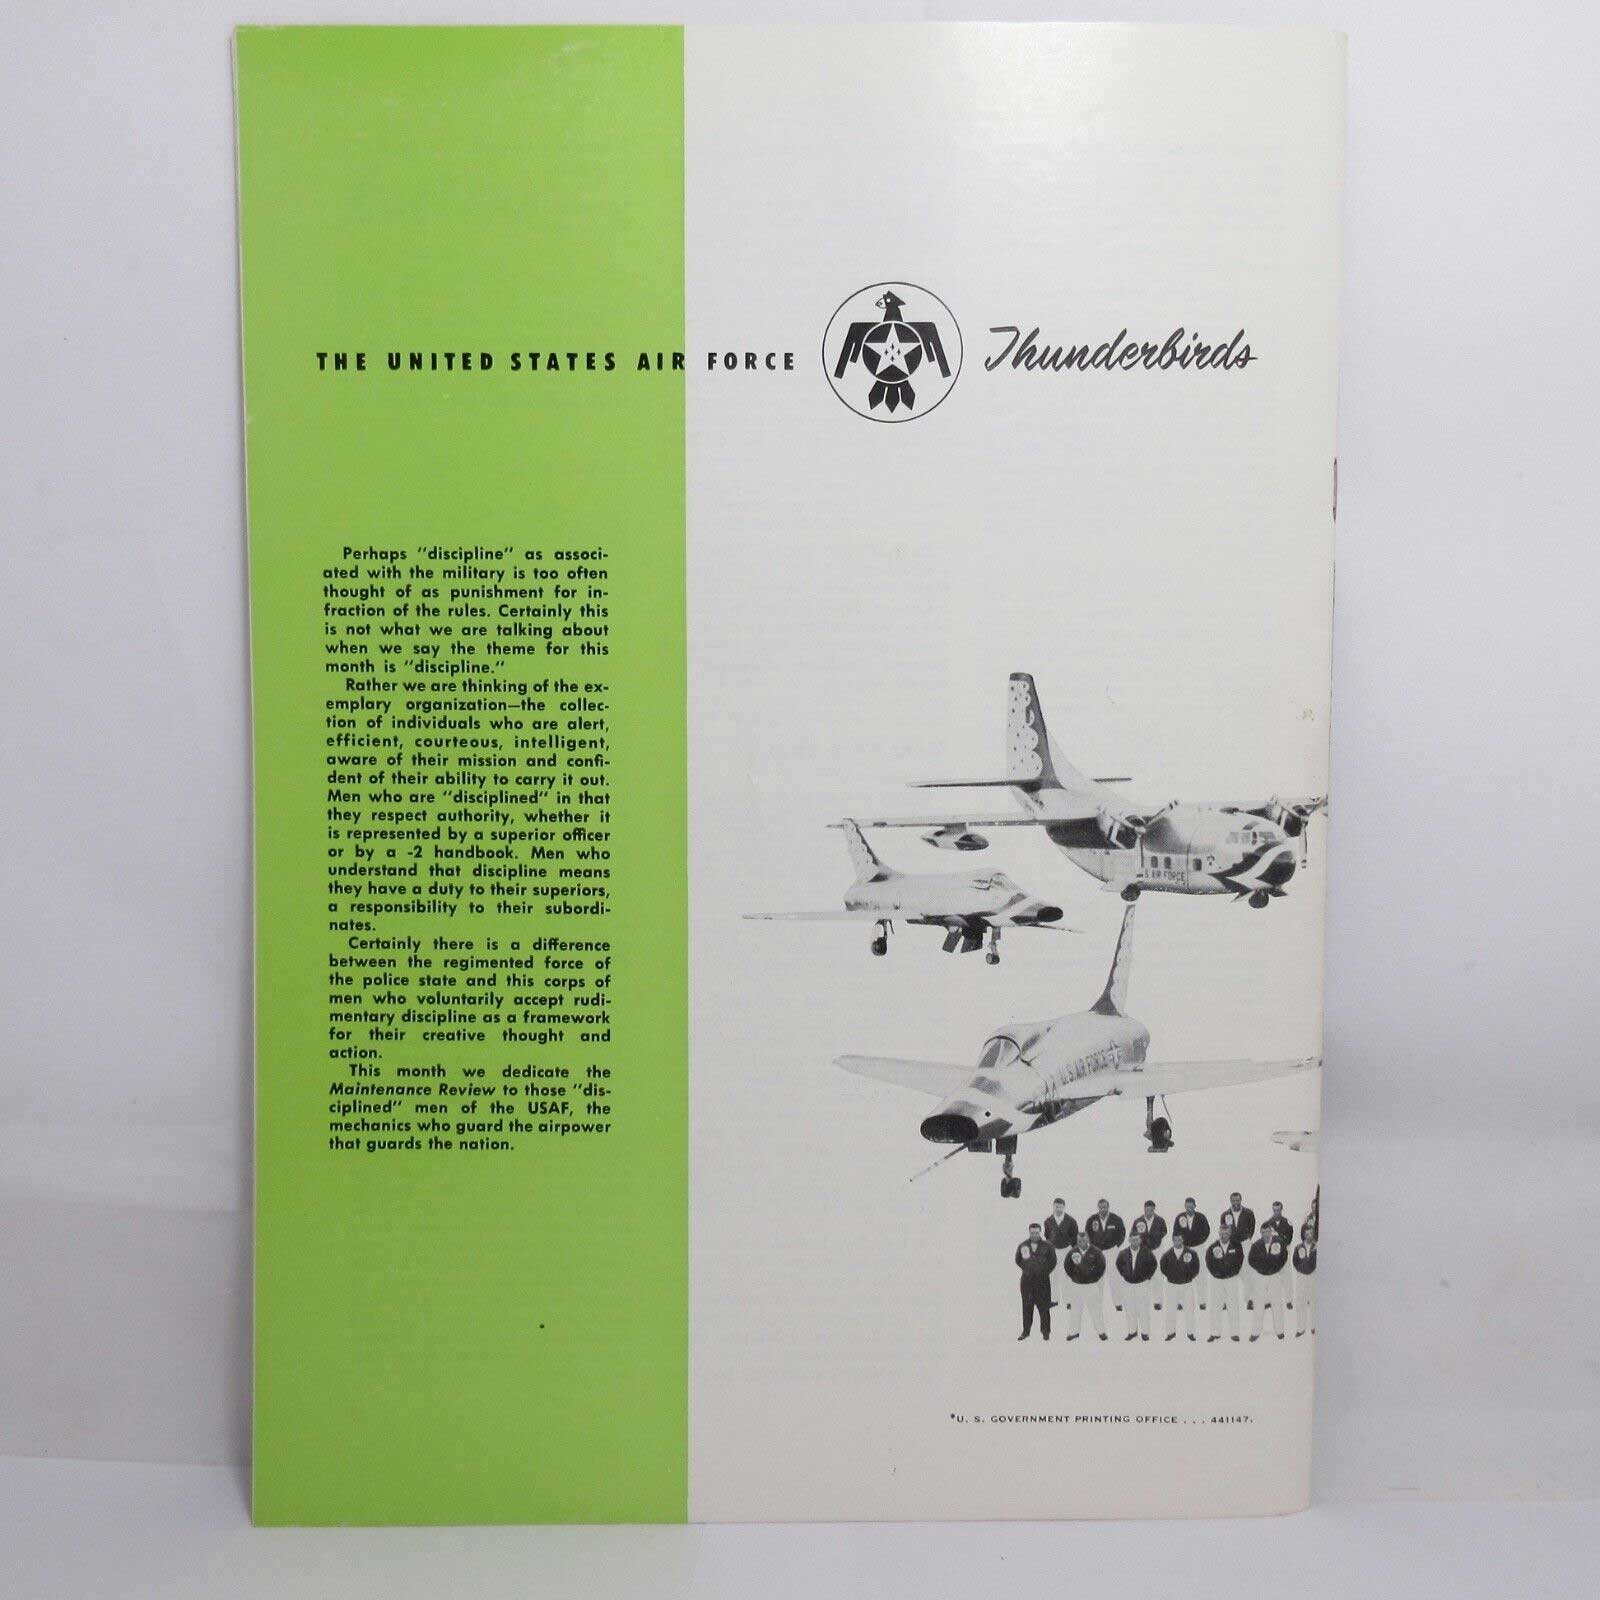 THE UNITED STATES AIR FORCE Thunderbirds
Perhaps "discipline" as associ-
ated with the military is too often
thought of as punishment for in-
fraction of the rules. Certainly this
is not what we are talking about
when we say the theme for this
month is "discipline."
Rather we are thinking of the ex-
emplary organization—the collec-
tion of individuals who are alert,
efficient, courteous, intelligent,
aware of their mission and confi-
dent of their ability to carry it out.
Men who are "disciplined" in that
they respect authority, whether it
is represented by a superior officer
or by a -2 handbook. Men who
understand that discipline means
they have a duty to their superiors,
a responsibility to their subordi-
nates.
Certainly there is a difference
between the regimented force of
the police state and this corps of
men who voluntarily accept rudi-
mentary discipline as a framework
for their creative thought and
action.
This month we dedicate the
Maintenance Review to those "dis-
ciplined" men of the USAF, the
mechanics who guard the airpower
that guards the nation.
S AIR FORCE
U.S. AIR FORCE
*U. S. GOVERNMENT PRINTING OFFICE . . . 441147.